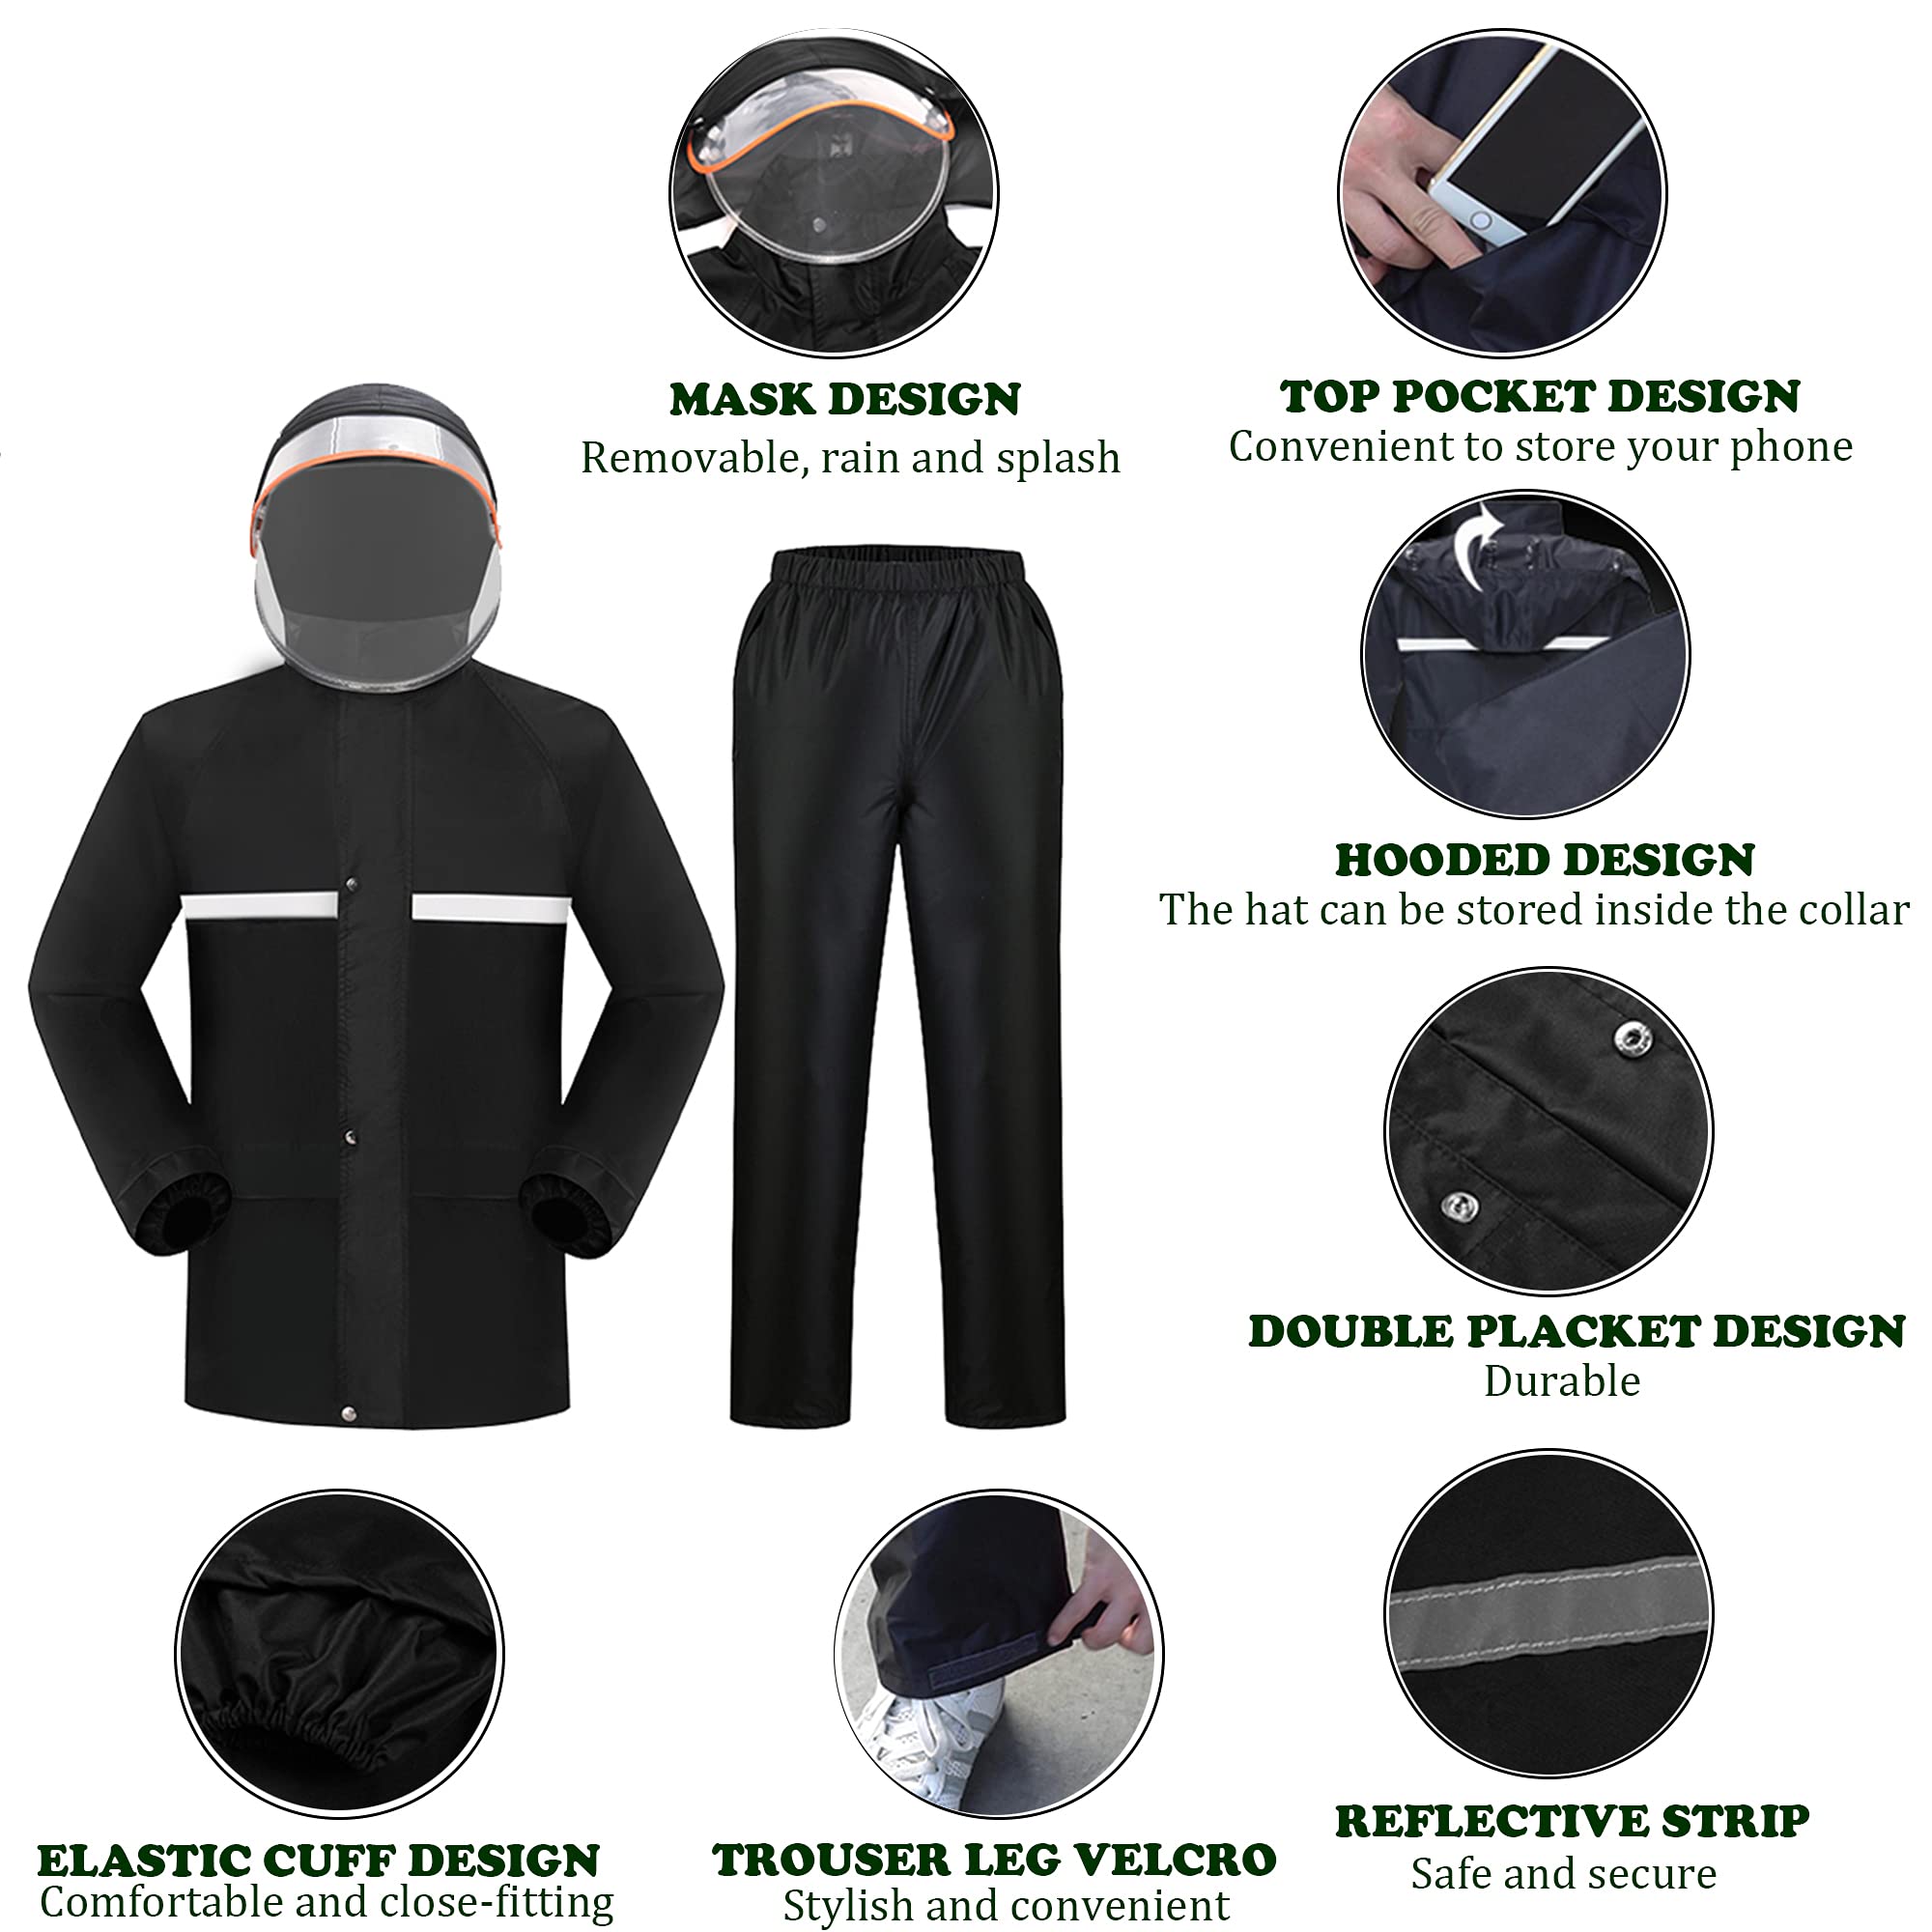 MASK DESIGN
Removable, rain and splash
TOP POCKET DESIGN
Convenient to store your phone
HOODED DESIGN
The hat can be stored inside the collar
DOUBLE PLACKET DESIGN
Durable
REFLECTIVE STRIP
Safe and secure
ELASTIC CUFF DESIGN
Comfortable and close-fitting
TROUSER LEG VELCRO
Stylish and convenient